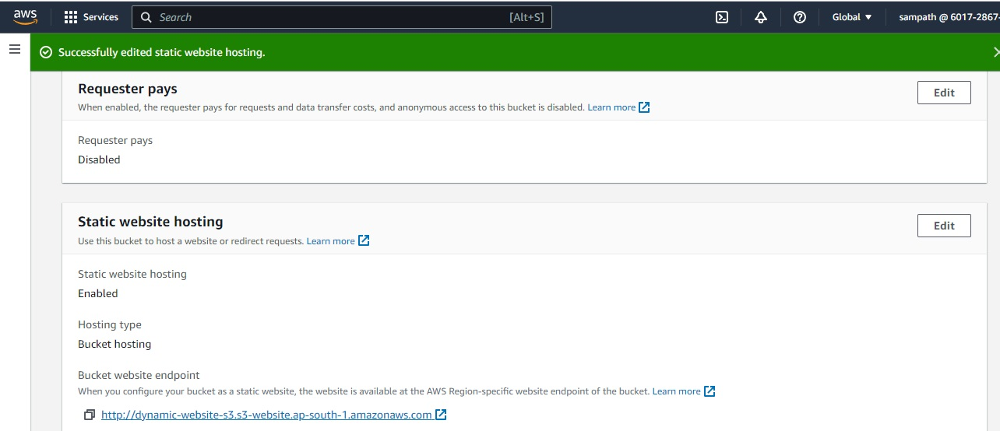 aws
Services
Search
[Alt+S]
Global
sampath @ 6017-2867-
Successfully edited static website hosting.
Requester pays
Edit
When enabled, the requester pays for requests and data transfer costs, and anonymous access to this bucket is disabled. Learn more
Requester pays
Disabled
Static website hosting
Edit
Use this bucket to host a website or redirect requests. Learn more
Static website hosting
Enabled
Hosting type
Bucket hosting
Bucket website endpoint
When you configure your bucket as a static website, the website is available at the AWS Region-specific website endpoint of the bucket. Learn more
http://dynamic-website-s3.s3-website.ap-south-1.amazonaws.com